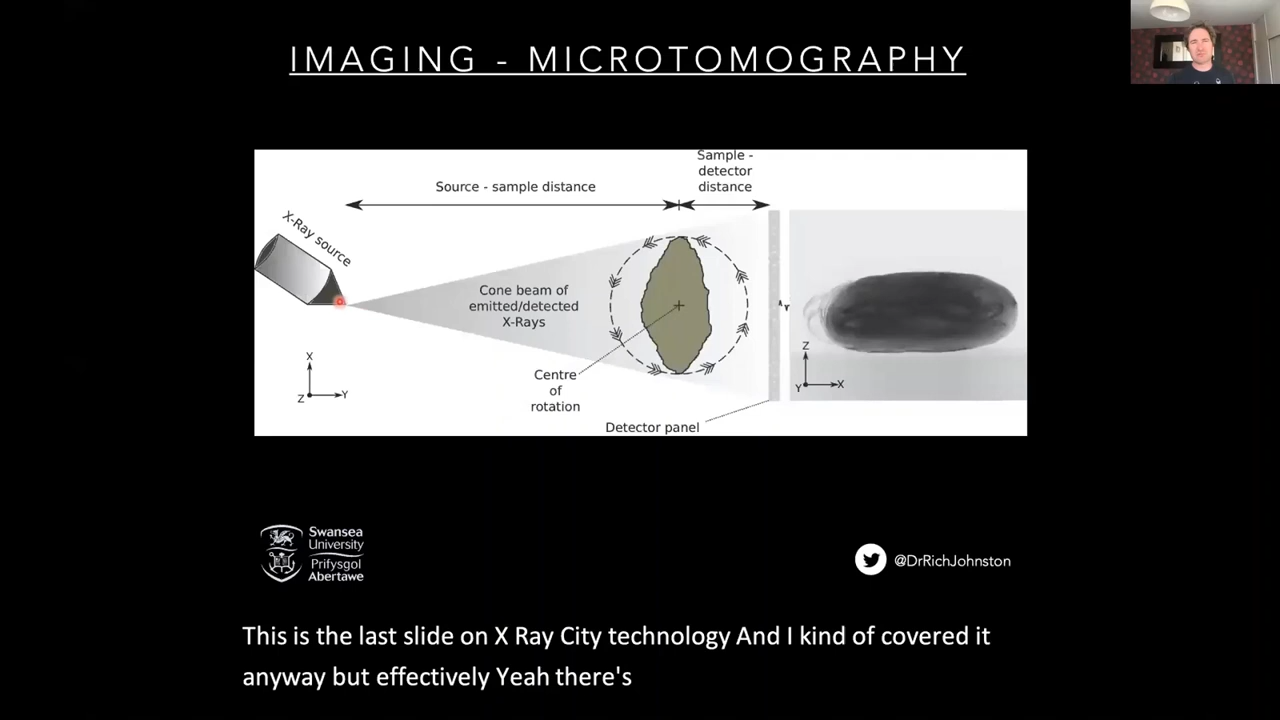 IMAGING - MICROTOMOGRAPHY
Sample -
detector
distance
Source - sample distance
X-Ray source
Cone beam of
emitted/detected
X-Rays
Centre
of
rotation
Detector panel
X
Z
Y
Y
Z
Y
X
Swansea
University
Prifysgol
Abertawe
@DrRichJohnston
This is the last slide on X Ray City technology And I kind of covered it
anyway but effectively Yeah there's